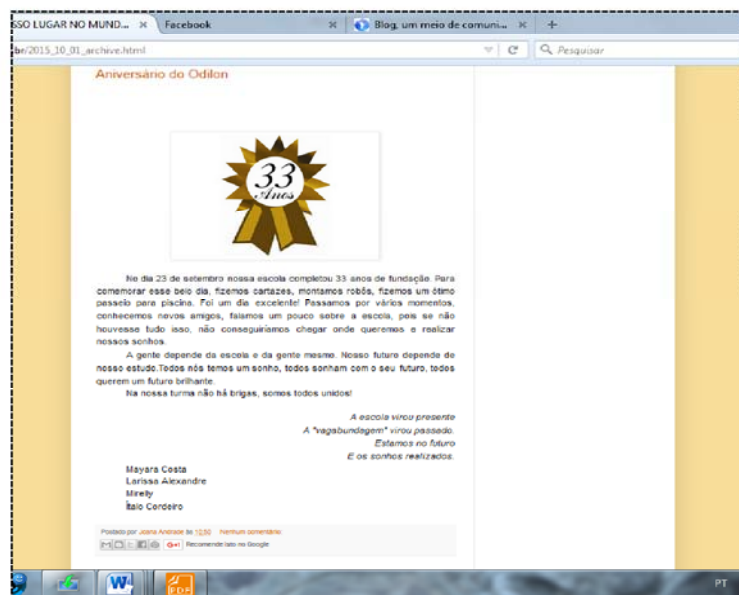 SSO LUGAR NO MUND...
Facebook
Blog, um meio de comuni...
br/2015_10_01_archive.html
Pesquisar
Aniversário do Odilon
33
Anos
No dia 23 de setembro nossa escola completou 33 anos de fundação. Para
comemorar esse belo dia, fizemos cartazes, montamos robôs, fizemos um ótimo
passeio para piscina. Foi um dia excelente! Passamos por vários momentos,
conhecemos novos amigos, falamos um pouco sobre a escola, pois se não
houvesse tudo isso, não conseguiríamos chegar onde queremos e realizar
nossos sonhos.
A gente depende da escola e da gente mesmo. Nosso futuro depende de
nosso estudo.Todos nós temos um sonho, todos sonham com o seu futuro, todos
querem um futuro brilhante.
Na nossa turma não há brigas, somos todos unidos!
A escola virou presente
A "vagabundagem" virou passado.
Estamos no futuro
E os sonhos realizados.
Mayara Costa
Larissa Alexandre
Mirelly
Ítalo Cordeiro
Postado por Joana Andrade às 10:50 Nenhum comentário:
G+1 Recomende isto no Google
W
PDF
PT